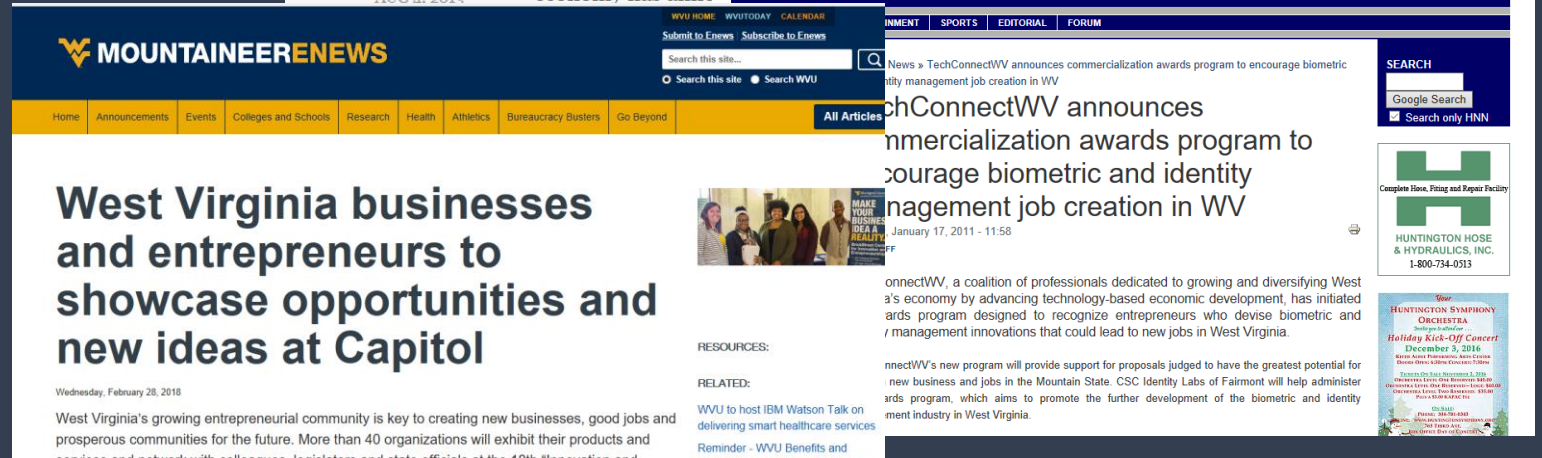 WVU HOME WVUTODAY CALENDAR
Submit to Enews Subscribe to Enews
MOUNTAINEERENEWS
Search this site...
Search this site Search WVU
Home Announcements Events Colleges and Schools Research Health Athletics Bureaucracy Busters Go Beyond
All Articles
West Virginia businesses
and entrepreneurs to
showcase opportunities and
new ideas at Capitol
Wednesday, February 28, 2018
West Virginia's growing entrepreneurial community is key to creating new businesses, good jobs and
prosperous communities for the future. More than 40 organizations will exhibit their products and
MAKE
YOUR
BUSINES
IDEA A
REALITY
RESOURCES:
RELATED:
WVU to host IBM Watson Talk on
delivering smart healthcare services
Reminder - WVU Benefits and
INMENT SPORTS EDITORIAL FORUM
News » TechConnectWV announces commercialization awards program to encourage biometric
ntity management job creation in WV
chConnectWV announces
mmercialization awards program to
courage biometric and identity
nagement job creation in WV
January 17, 2011 - 11:58
FF
onnectWV, a coalition of professionals dedicated to growing and diversifying West
a's economy by advancing technology-based economic development, has initiated
ards program designed to recognize entrepreneurs who devise biometric and
y management innovations that could lead to new jobs in West Virginia.
nnectWV's new program will provide support for proposals judged to have the greatest potential for
new business and jobs in the Mountain State. CSC Identity Labs of Fairmont will help administer
ards program, which aims to promote the further development of the biometric and identity
ement industry in West Virginia.
SEARCH
Google Search
Search only HNN
Complete Hose, Fiting and Repair Facility
HUNTINGTON HOSE
& HYDRAULICS, INC.
1-800-734-0513
Your
HUNTINGTON SYMPHONY
ORCHESTRA
Invites you to attend our ...
Holiday Kick-Off Concert
December 3, 2016